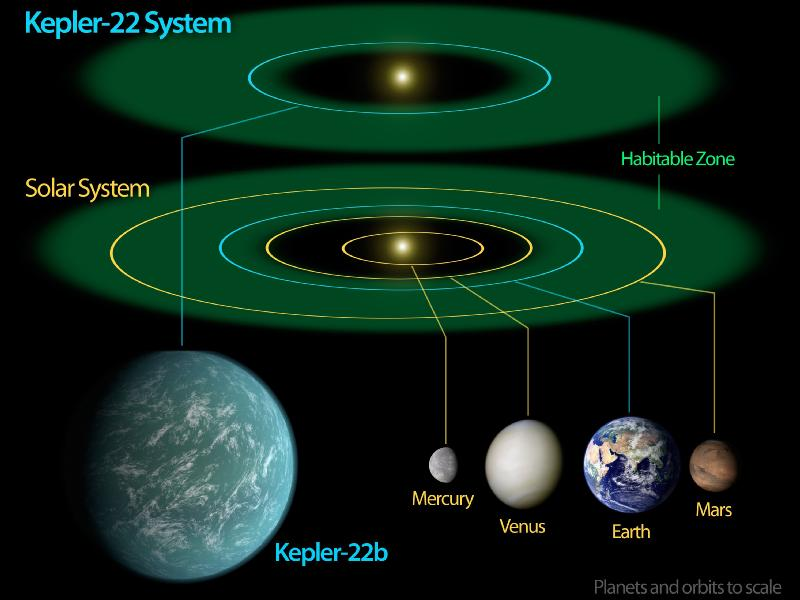 Kepler-22 System
Habitable Zone
Solar System
Mercury
Venus
Earth
Mars
Kepler-22b
Planets and orbits to scale